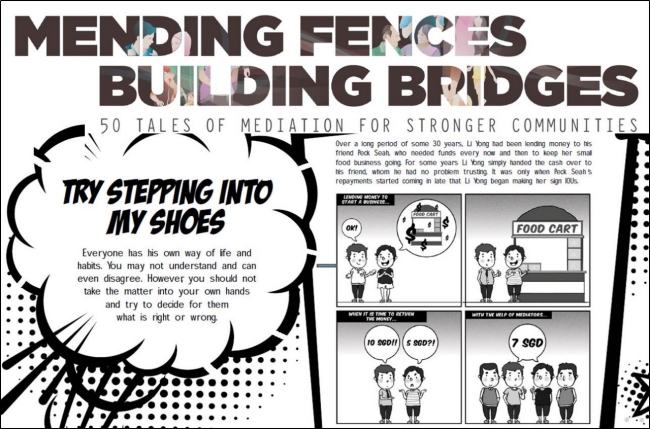 MENDING FENCES
BUILDING BRIDGES
50 TALES OF MEDIATION FOR STRONGER COMMUNITIES
TRY STEPPING INTO
MY SHOES
Everyone has his own way of life and
habits. You may not understand and can
even disagree. However, you should not
take the matter into your own hands
and try to decide for them
what is right or wrong.
Over a long period of some 30 years, Li Yong had been lending money to his
friend Peck Seah, who needed funds every now and then to keep her small
food business going. For some years Li Yong simply handed the cash over to
his friend, whom he had no problem trusting. It was only when Peck Seah's
repayments started coming in late that Li Yong began making her sign IOUs.
LENDING MONEY TO
START A BUSINESS...
OK!
$ $ $ $ $
FOOD CART
FOOD CART
WHEN IT IS TIME TO RETURN
THE MONEY...
10 SGD!!
5 SGD?!
WITH THE HELP OF MEDIATORS...
7 SGD